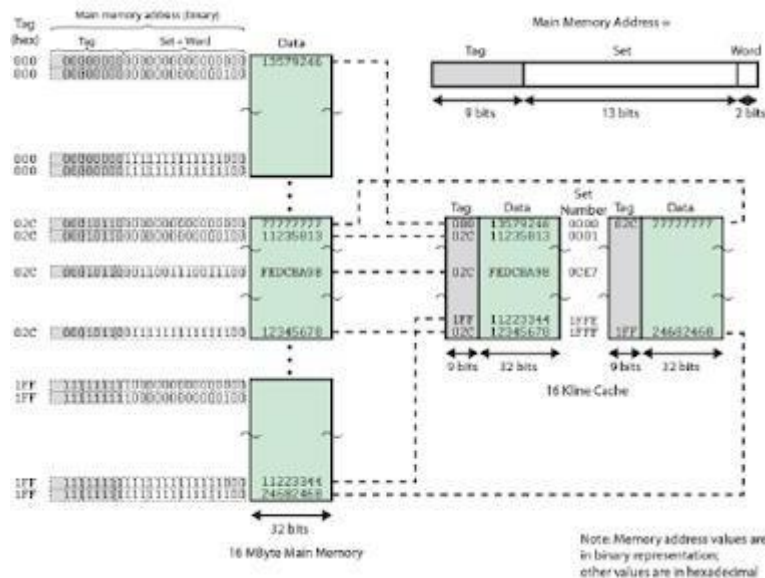 Main memory address (binary)
Tag
(hex)
Tag
Set + Word
Data
000
13579246
000
000
000
02C
77777777
02C
11235813
02C
FEDCBA98
02C
12345678
1FF
1FF
1FF
11223344
1FF
24682468
32 bits
16 MByte Main Memory
Main Memory Address =
Tag
Set
Word
9 bits
13 bits
2 bits
Tag
Data
Set
Number
Tag
Data
000
13579246
0000
02C
77777777
02C
11235813
0001
02C
FEDCBA98
0CE7
1FF
11223344
1FFE
02C
12345678
1FFF
1FF
24682468
9 bits
32 bits
9 bits
32 bits
16 Kline Cache
Note: Memory address values are
in binary representation;
other values are in hexadecimal